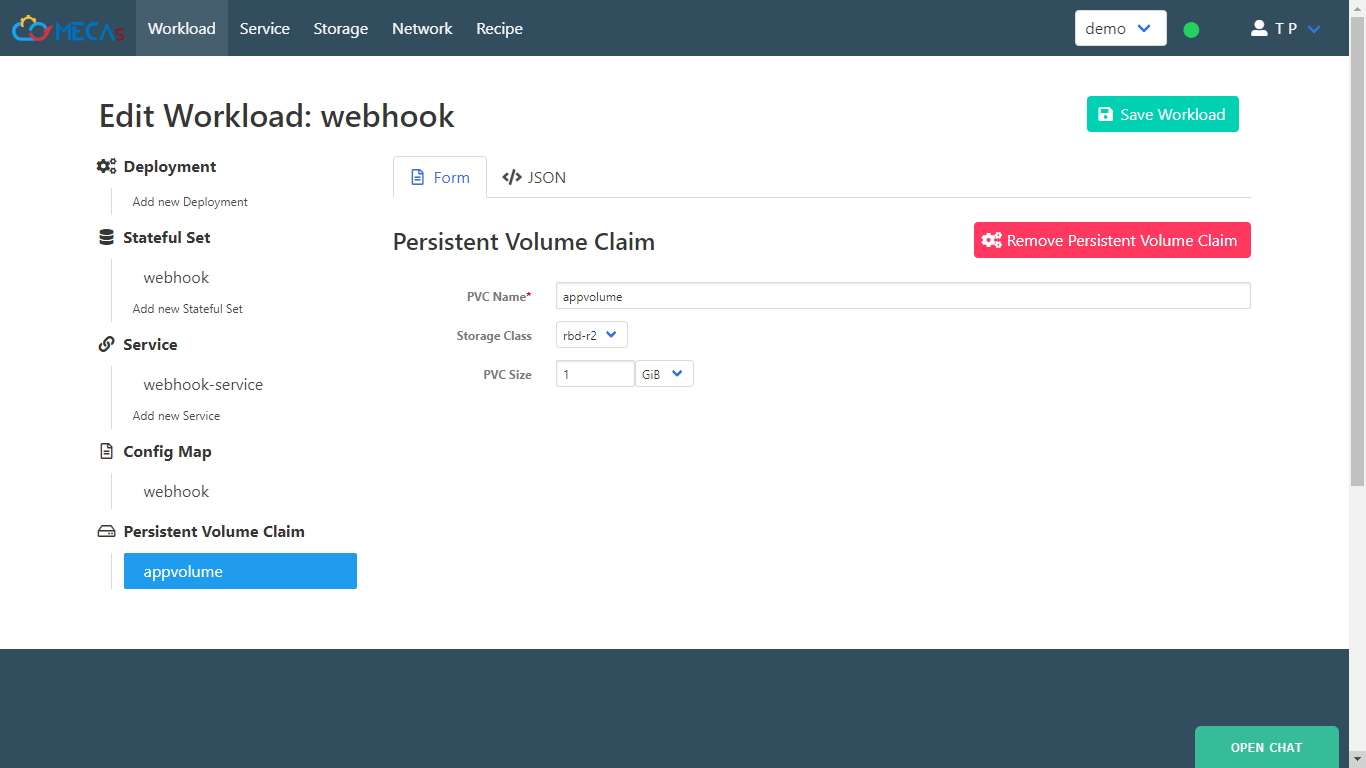 MECAs
Workload
Service
Storage
Network
Recipe
demo
T P
Edit Workload: webhook
Save Workload
Deployment
Add new Deployment
Stateful Set
webhook
Add new Stateful Set
Service
webhook-service
Add new Service
Config Map
webhook
Persistent Volume Claim
appvolume
Form
JSON
Persistent Volume Claim
Remove Persistent Volume Claim
PVC Name*
appvolume
Storage Class
rbd-r2
PVC Size
1
GiB
OPEN CHAT